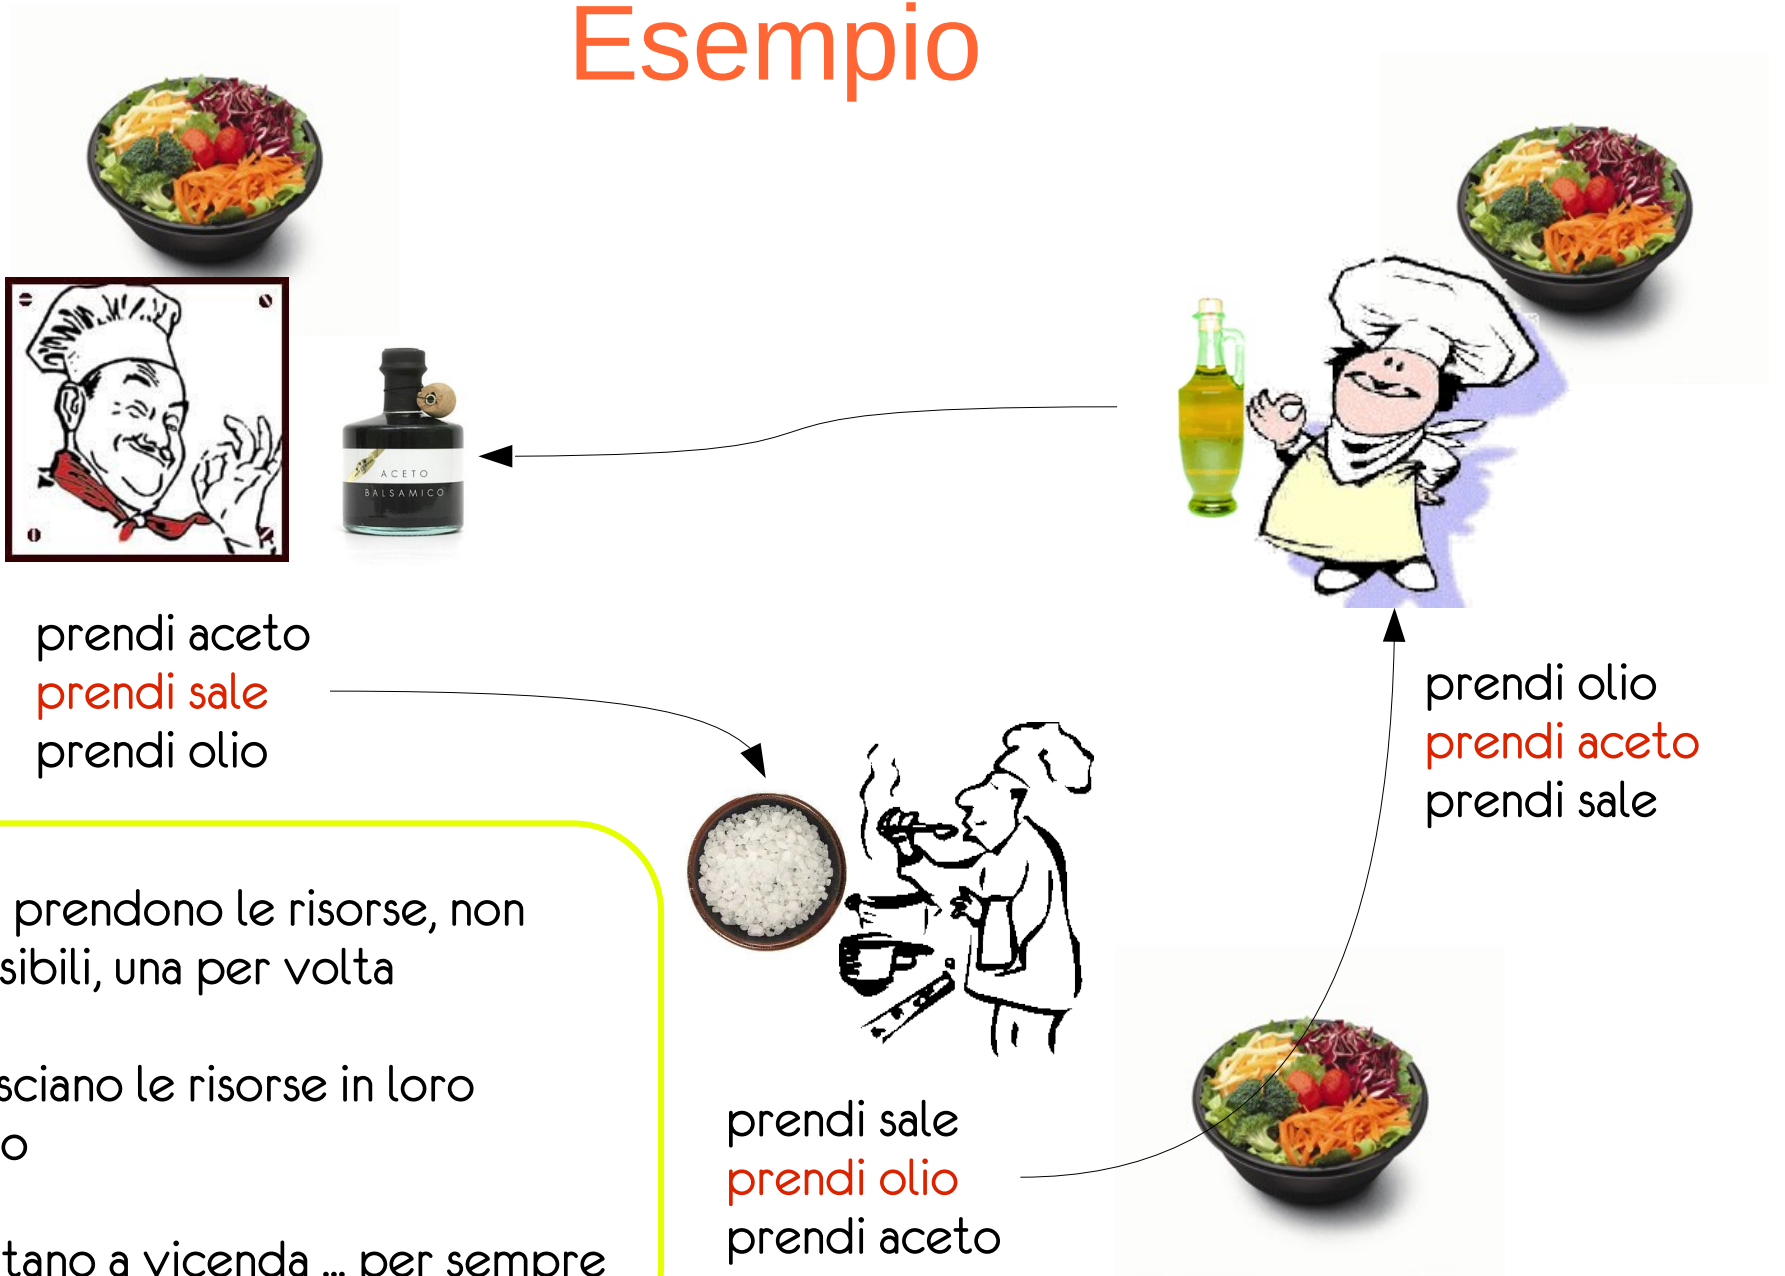 Esempio
ACETO
BALSAMICO
prendi aceto
prendi sale
prendi olio
prendi olio
prendi aceto
prendi sale
prendono le risorse, non
sibili, una per volta
sciano le risorse in loro
o
tano a vicenda ... per sempre
prendi sale
prendi olio
prendi aceto